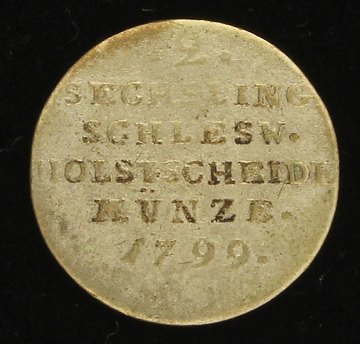 2.
SECHSLING
SCHLESW.
HOLST.SCHEIDE
MÜNZE.
1799.